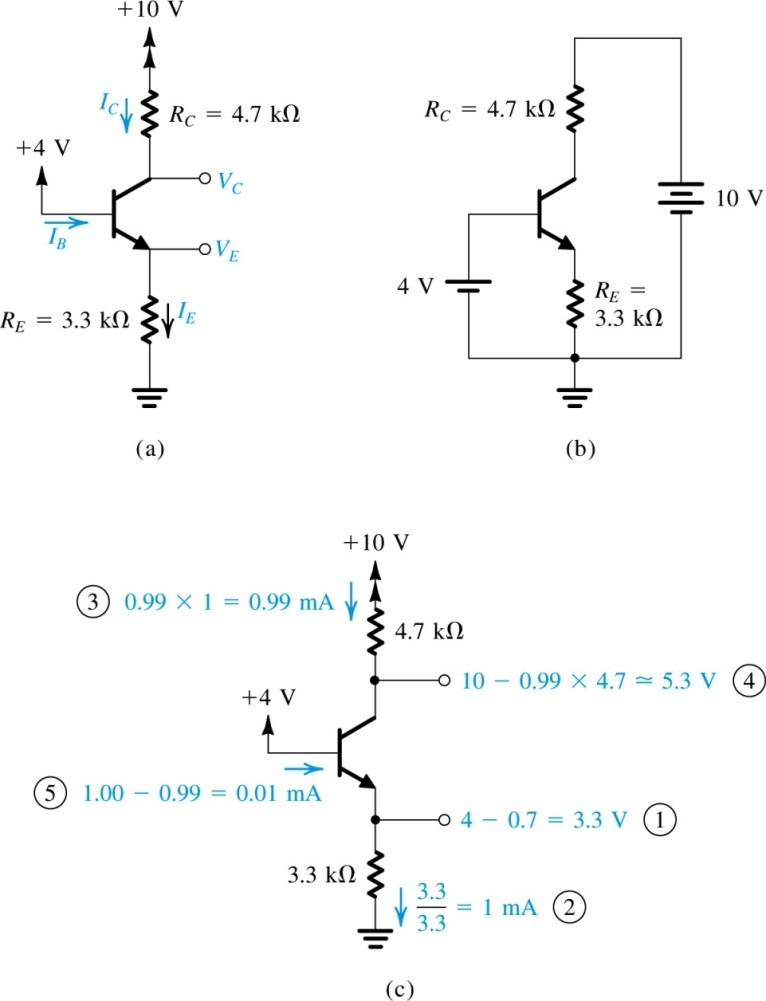 +10 V
I_C
R_C = 4.7 kΩ
+4 V
V_C
I_B
V_E
R_E = 3.3 kΩ
I_E
(a)
R_C = 4.7 kΩ
10 V
4 V
R_E =
3.3 kΩ
(b)
+10 V
③ 0.99 × 1 = 0.99 mA
4.7 kΩ
10 − 0.99 × 4.7 ≃ 5.3 V ④
+4 V
⑤ 1.00 − 0.99 = 0.01 mA
4 − 0.7 = 3.3 V ①
3.3 kΩ
3.3
3.3
= 1 mA ②
(c)